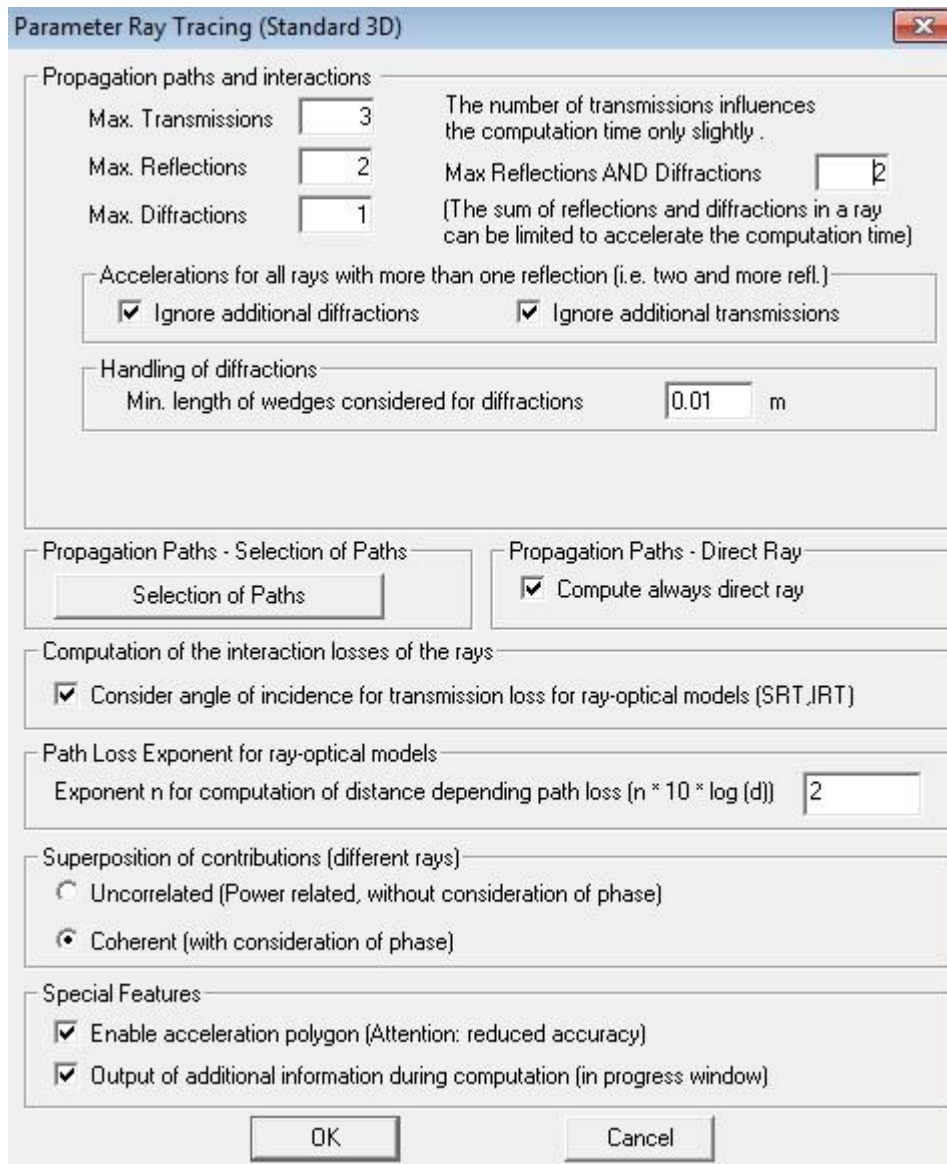 Parameter Ray Tracing (Standard 3D)
Propagation paths and interactions
Max. Transmissions 3
The number of transmissions influences
the computation time only slightly .
Max. Reflections 2
Max Reflections AND Diffractions 2
Max. Diffractions 1
(The sum of reflections and diffractions in a ray
can be limited to accelerate the computation time)
Accelerations for all rays with more than one reflection (i.e. two and more refl.)
Ignore additional diffractions
Ignore additional transmissions
Handling of diffractions
Min. length of wedges considered for diffractions 0.01 m
Propagation Paths - Selection of Paths
Selection of Paths
Propagation Paths - Direct Ray
Compute always direct ray
Computation of the interaction losses of the rays
Consider angle of incidence for transmission loss for ray-optical models (SRT,IRT)
Path Loss Exponent for ray-optical models
Exponent n for computation of distance depending path loss (n * 10 * log (d)) 2
Superposition of contributions (different rays)
Uncorrelated (Power related, without consideration of phase)
Coherent (with consideration of phase)
Special Features
Enable acceleration polygon (Attention: reduced accuracy)
Output of additional information during computation (in progress window)
OK
Cancel